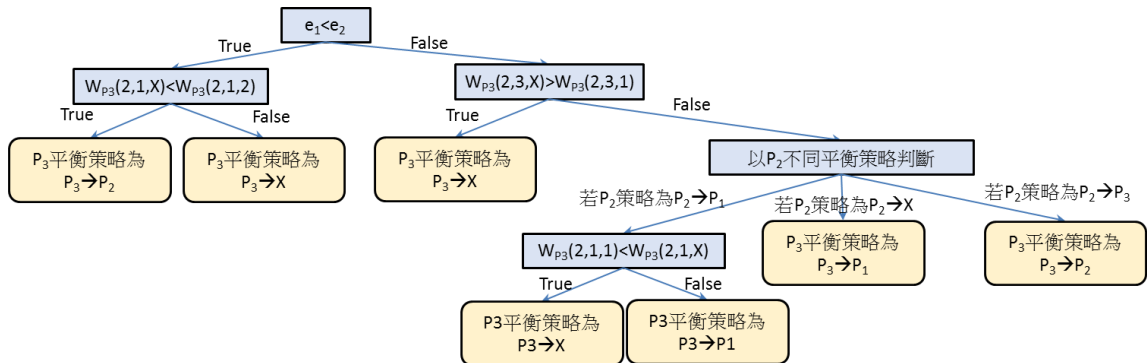 e₁<e₂
True
False
W_P3(2,1,X)<W_P3(2,1,2)
W_P3(2,3,X)>W_P3(2,3,1)
True
False
True
False
P₃平衡策略為
P₃→P₂
P₃平衡策略為
P₃→X
P₃平衡策略為
P₃→X
以P₂不同平衡策略判斷
若P₂策略為P₂→P₁
若P₂策略為P₂→X
若P₂策略為P₂→P₃
W_P3(2,1,1)<W_P3(2,1,X)
P₃平衡策略為
P₃→P₁
P₃平衡策略為
P₃→P₂
True
False
P3平衡策略為
P3→X
P3平衡策略為
P3→P1